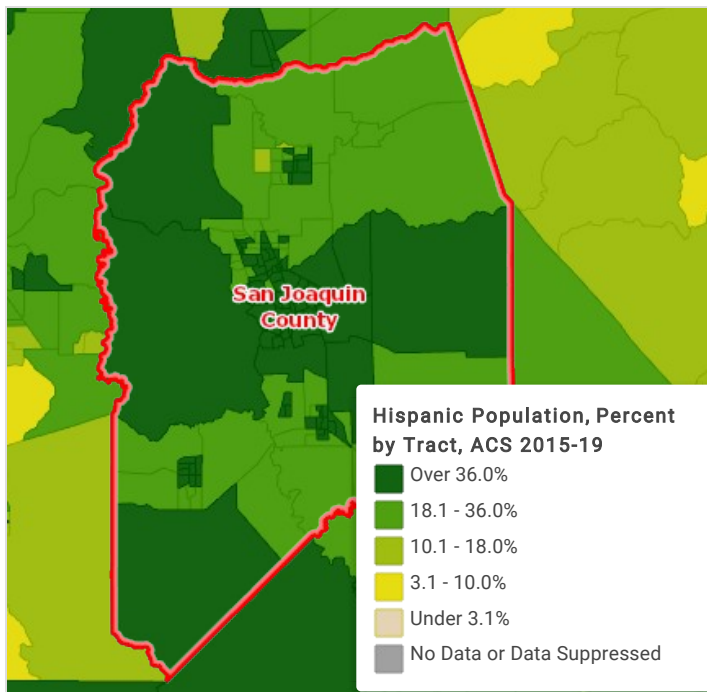 San Joaquin
County
Hispanic Population, Percent
by Tract, ACS 2015-19
Over 36.0%
18.1 - 36.0%
10.1 - 18.0%
3.1 - 10.0%
Under 3.1%
No Data or Data Suppressed